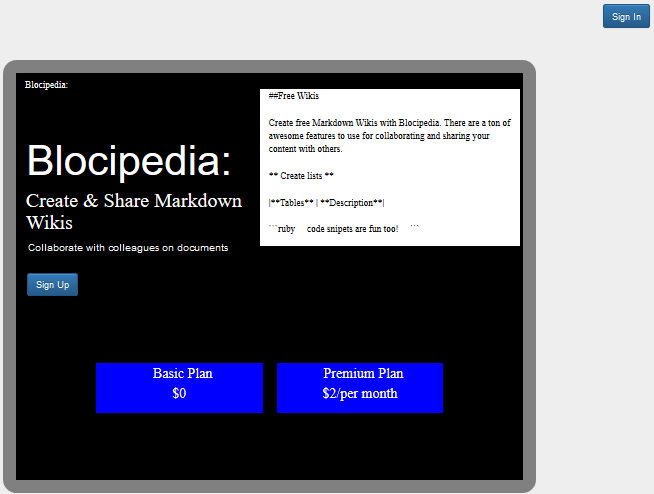 Sign In
Blocipedia:
Blocipedia:
Create & Share Markdown
Wikis
Collaborate with colleagues on documents
Sign Up
##Free Wikis
Create free Markdown Wikis with Blocipedia. There are a ton of
awesome features to use for collaborating and sharing your
content with others.
** Create lists **
|**Tables** | **Description**|
```ruby code snipets are fun too! ```
Basic Plan
$0
Premium Plan
$2/per month